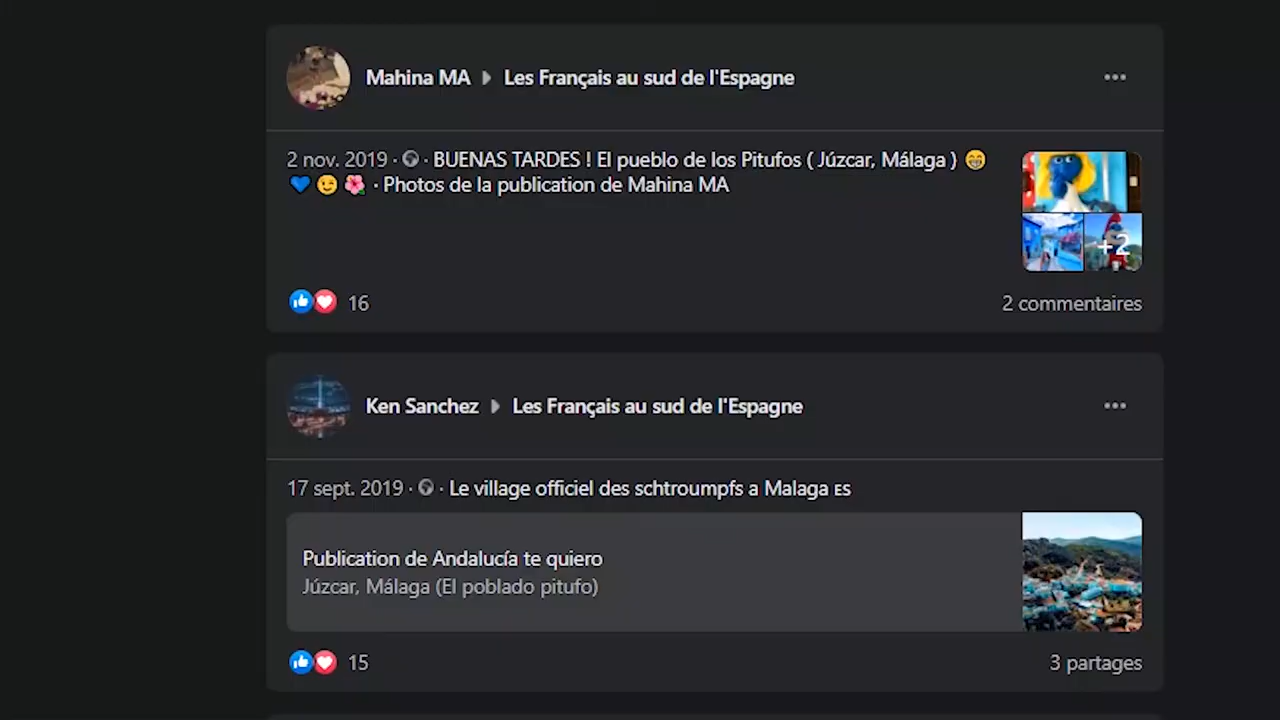 Mahina MA ▸ Les Français au sud de l'Espagne
2 nov. 2019 · BUENAS TARDES ! El pueblo de los Pitufos ( Júzcar, Málaga ) 😁
💙 😉 🌺 · Photos de la publication de Mahina MA
+2
16
2 commentaires
Ken Sanchez ▸ Les Français au sud de l'Espagne
17 sept. 2019 · Le village officiel des schtroumpfs a Malaga ᴇs
Publication de Andalucía te quiero
Júzcar, Málaga (El poblado pitufo)
15
3 partages